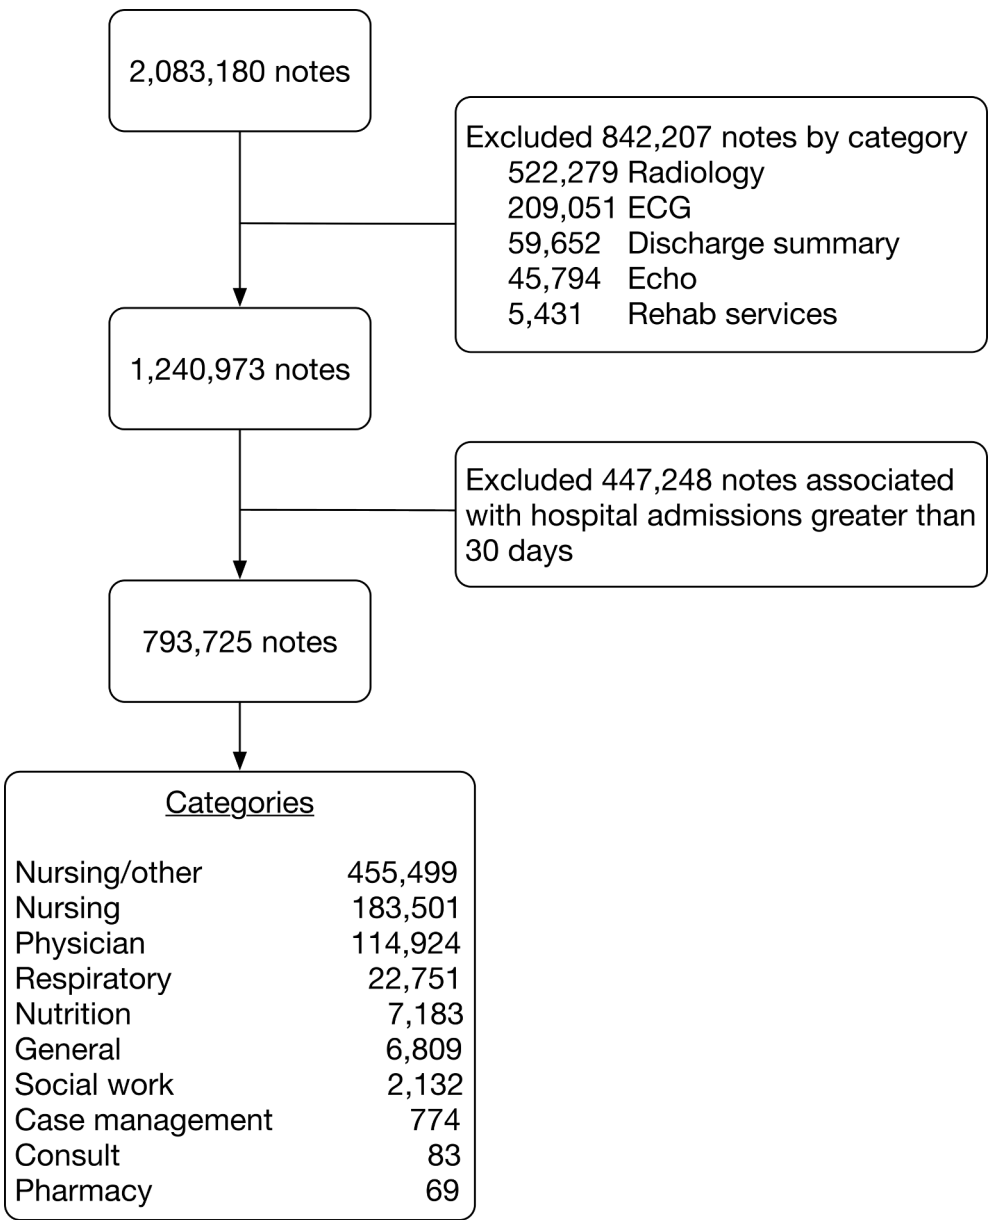 2,083,180 notes
Excluded 842,207 notes by category
522,279 Radiology
209,051 ECG
59,652 Discharge summary
45,794 Echo
5,431 Rehab services
1,240,973 notes
Excluded 447,248 notes associated
with hospital admissions greater than
30 days
793,725 notes
Categories
Nursing/other 455,499
Nursing 183,501
Physician 114,924
Respiratory 22,751
Nutrition 7,183
General 6,809
Social work 2,132
Case management 774
Consult 83
Pharmacy 69